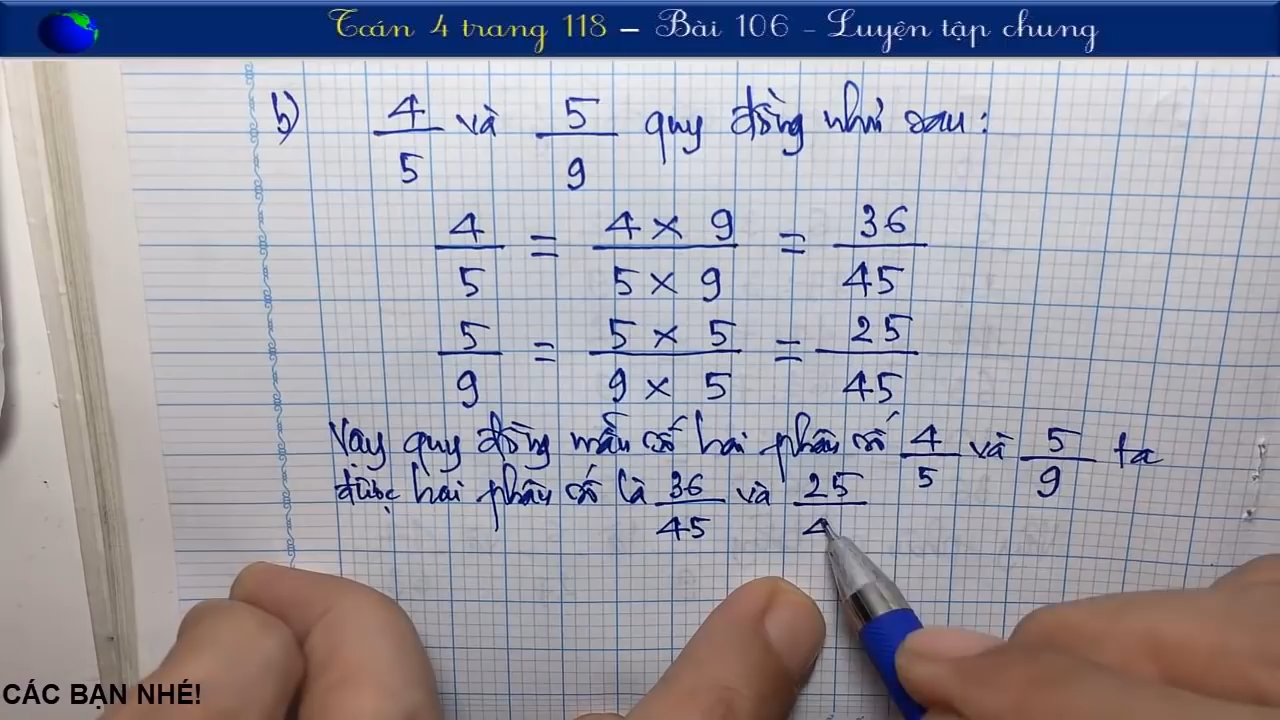 Toán 4 trang 118 – Bài 106 - Luyện tập chung
b) 4/5 và 5/9 quy đồng như sau:
4/5 = 4 × 9 / 5 × 9 = 36/45
5/9 = 5 × 5 / 9 × 5 = 25/45
Vay quy đồng mẫu số hai phân số 4/5 và 5/9 ta
được hai phân số là 36/45 và 25/4
CÁC BẠN NHÉ!